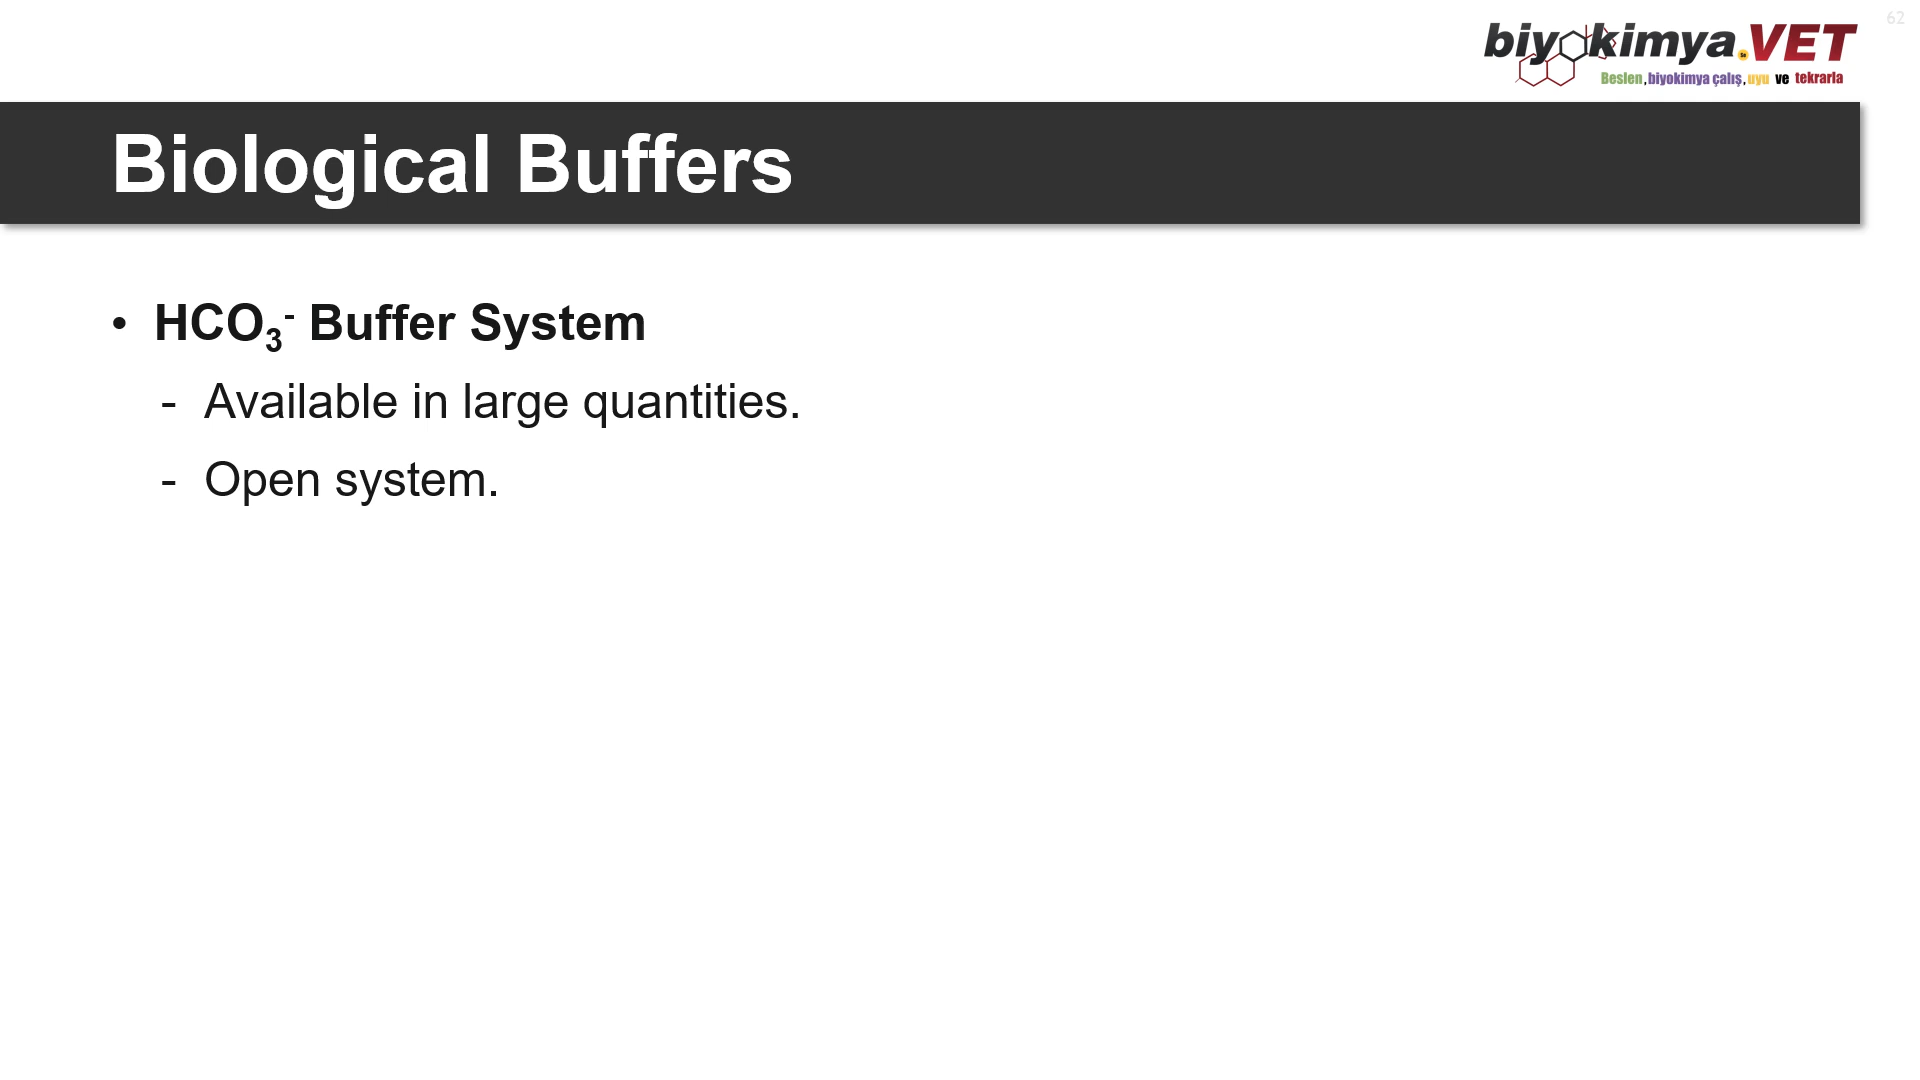 62
biyokimya.VET
Beslen, biyokimya çalış, uyu ve tekrarla
Biological Buffers
• HCO₃⁻ Buffer System
- Available in large quantities.
- Open system.